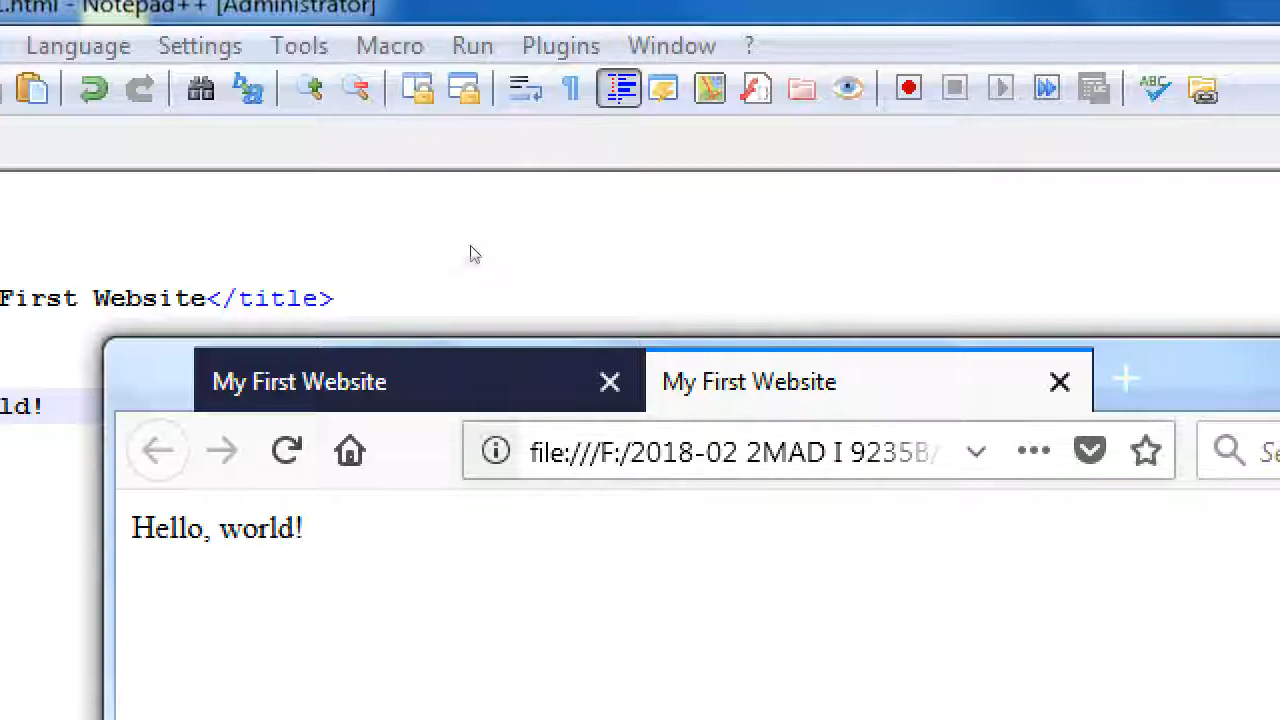 .html - Notepad++ [Administrator]
Language Settings Tools Macro Run Plugins Window ?
ABC
First Website</title>
My First Website My First Website
ld!
file:///F:/2018-02 2MAD I 9235B/
Hello, world!